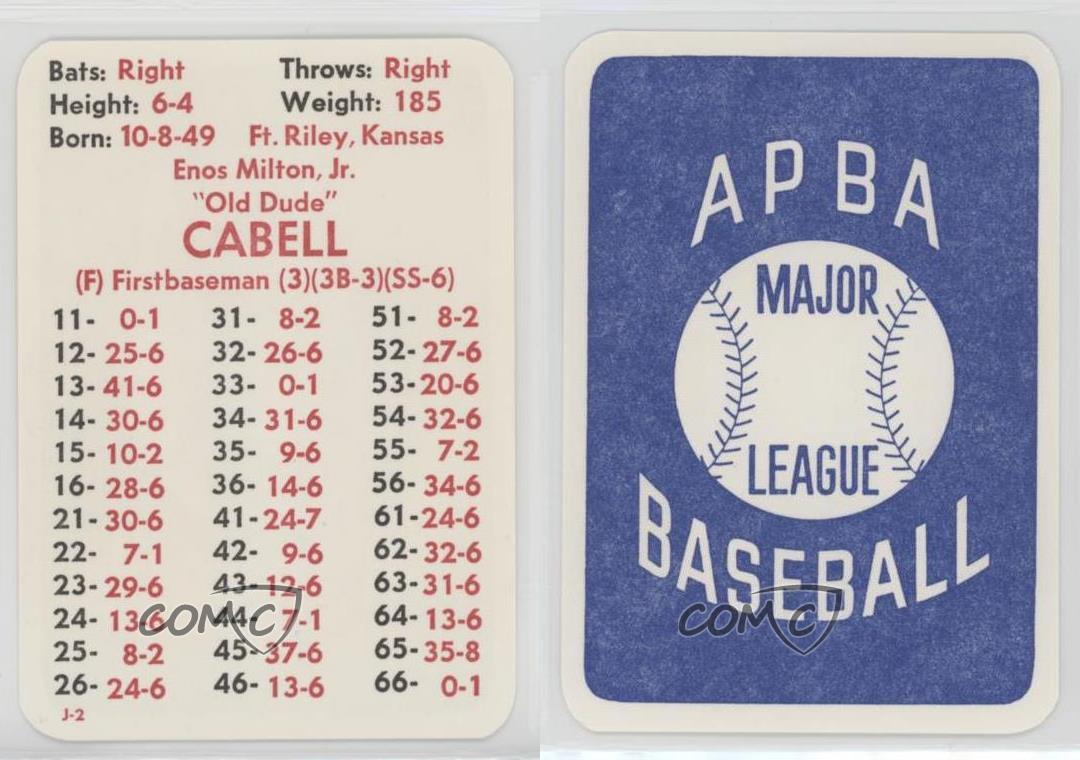 Bats: Right Throws: Right
Height: 6-4 Weight: 185
Born: 10-8-49 Ft. Riley, Kansas
Enos Milton, Jr.
"Old Dude"
CABELL
(F) Firstbaseman (3)(3B-3)(SS-6)
11- 0-1 31- 8-2 51- 8-2
12- 25-6 32- 26-6 52- 27-6
13- 41-6 33- 0-1 53- 20-6
14- 30-6 34- 31-6 54- 32-6
15- 10-2 35- 9-6 55- 7-2
16- 28-6 36- 14-6 56- 34-6
21- 30-6 41- 24-7 61- 24-6
22- 7-1 42- 9-6 62- 32-6
23- 29-6 43- 12-6 63- 31-6
24- 13-6 44- 7-1 64- 13-6
25- 8-2 45- 37-6 65- 35-8
26- 24-6 46- 13-6 66- 0-1
J-2
COMC
APBA
MAJOR
LEAGUE
BASEBALL
COMC